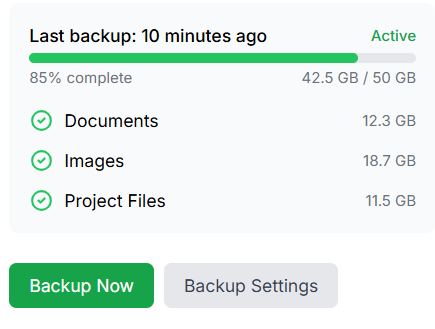 Last backup: 10 minutes ago Active
85% complete 42.5 GB / 50 GB
Documents 12.3 GB
Images 18.7 GB
Project Files 11.5 GB
Backup Now Backup Settings